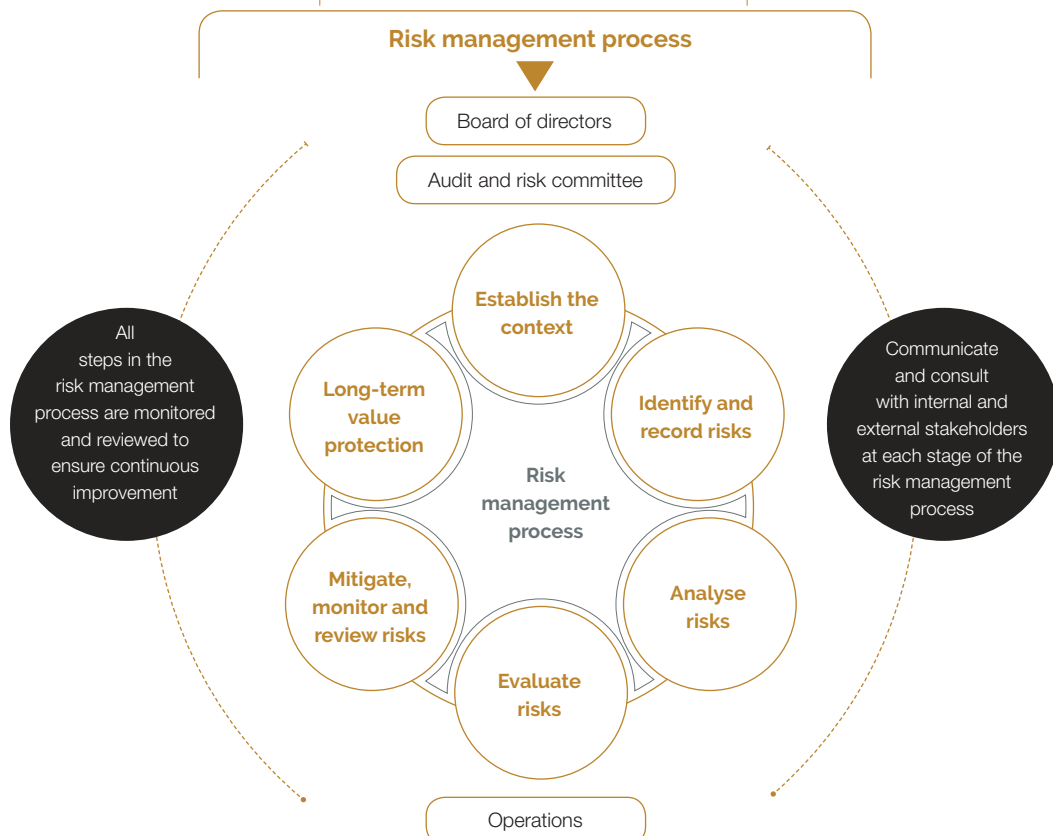 Risk management process
Board of directors
Audit and risk committee
Establish the
context
Identify and
record risks
Analyse
risks
Evaluate
risks
Mitigate,
monitor and
review risks
Long-term
value
protection
Risk
management
process
All
steps in the
risk management
process are monitored
and reviewed to
ensure continuous
improvement
Communicate
and consult
with internal and
external stakeholders
at each stage of the
risk management
process
Operations